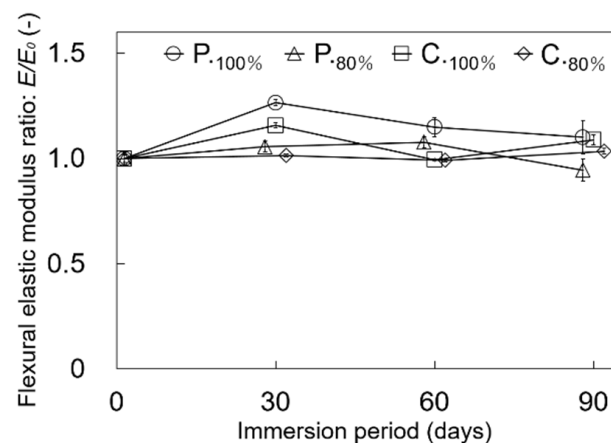 1.5
P.100% P.80% C.100% C.80%
1.0
0.5
0
0 30 60 90
Immersion period (days)
Flexural elastic modulus ratio: E/E0 (-)